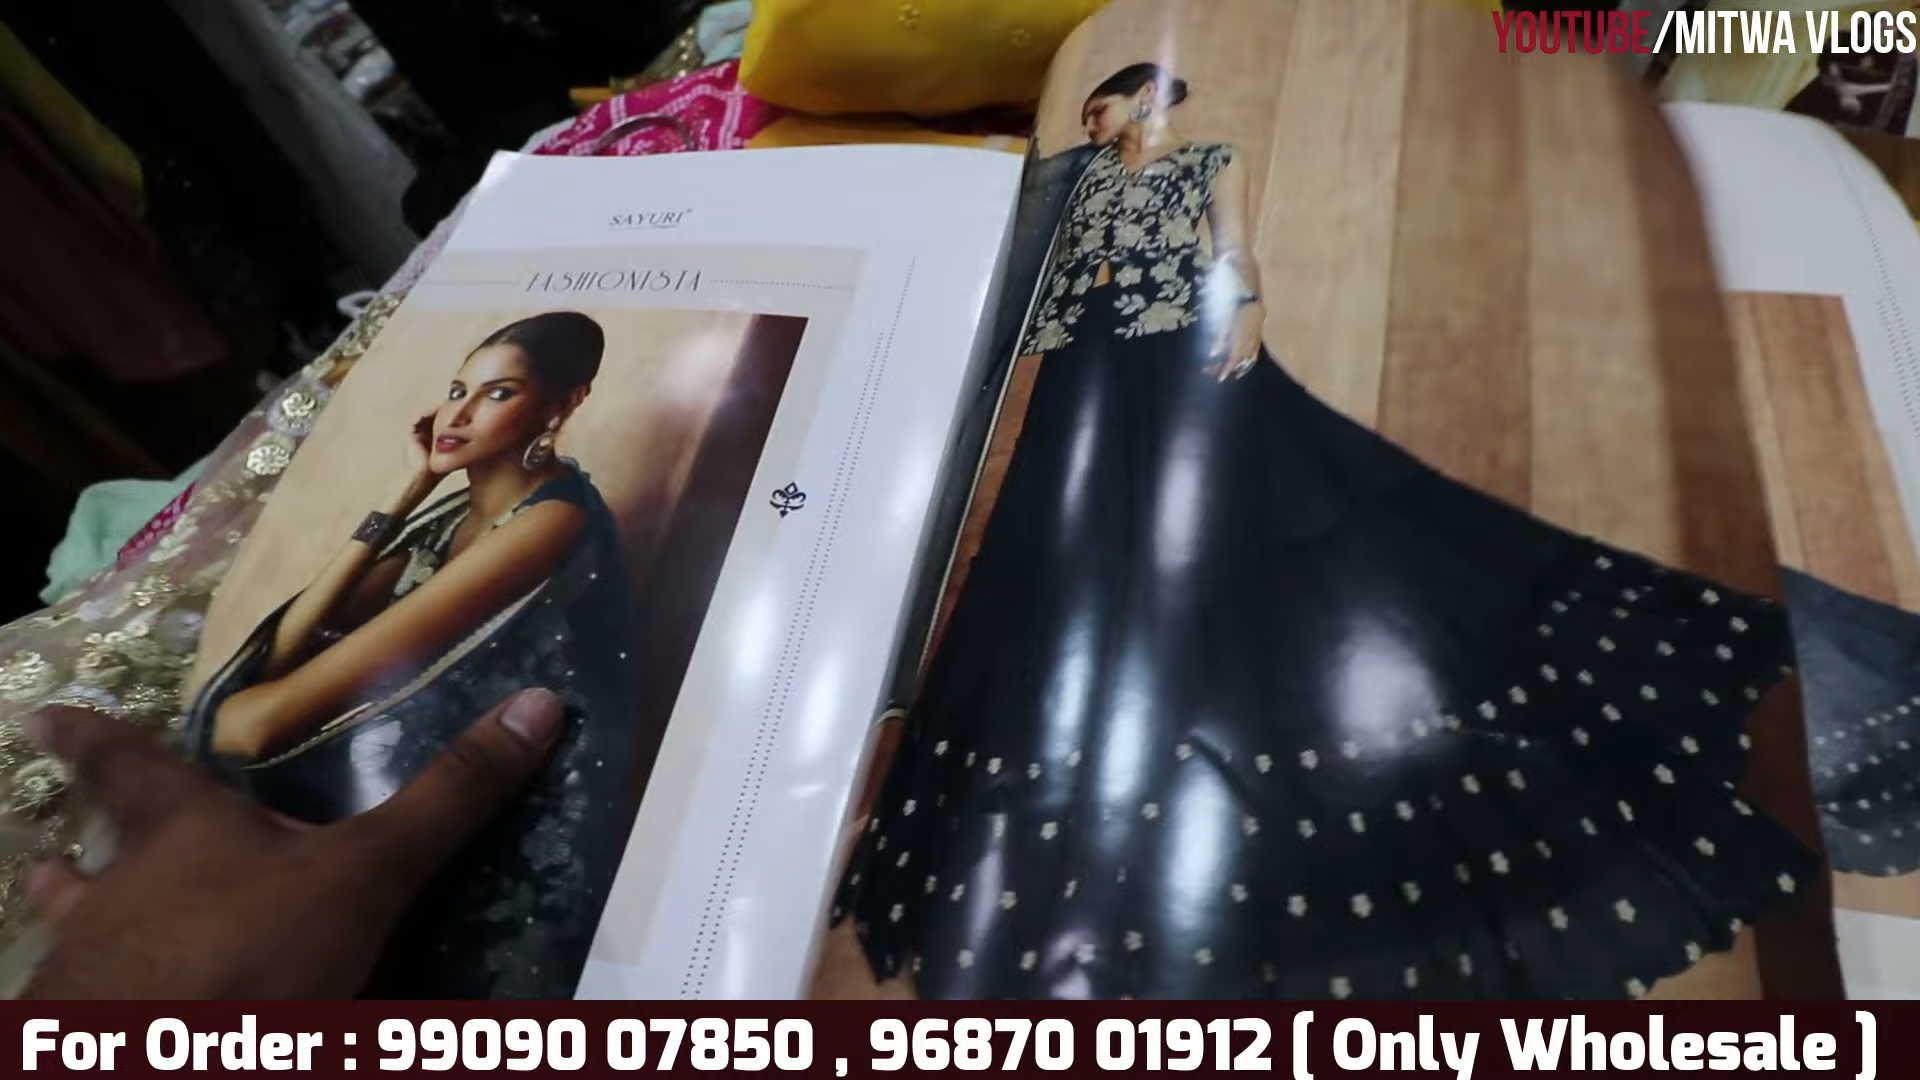 YOUTUBE/MITWA VLOGS
SAYURI
FASHIONISTA
For Order : 99090 07850 , 96870 01912 ( Only Wholesale )